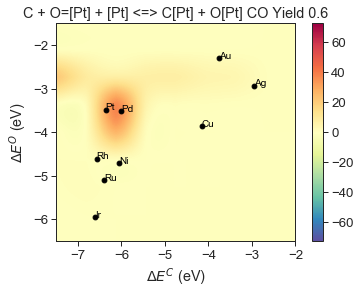 C + O=[Pt] + [Pt] <=> C[Pt] + O[Pt] CO Yield 0.6
−2
−3
−4
−5
−6
ΔE^O (eV)
−7
−6
−5
−4
−3
−2
ΔE^C (eV)
Au
Ag
Pt
Pd
Cu
Rh
Ni
Ru
Ir
60
40
20
0
−20
−40
−60